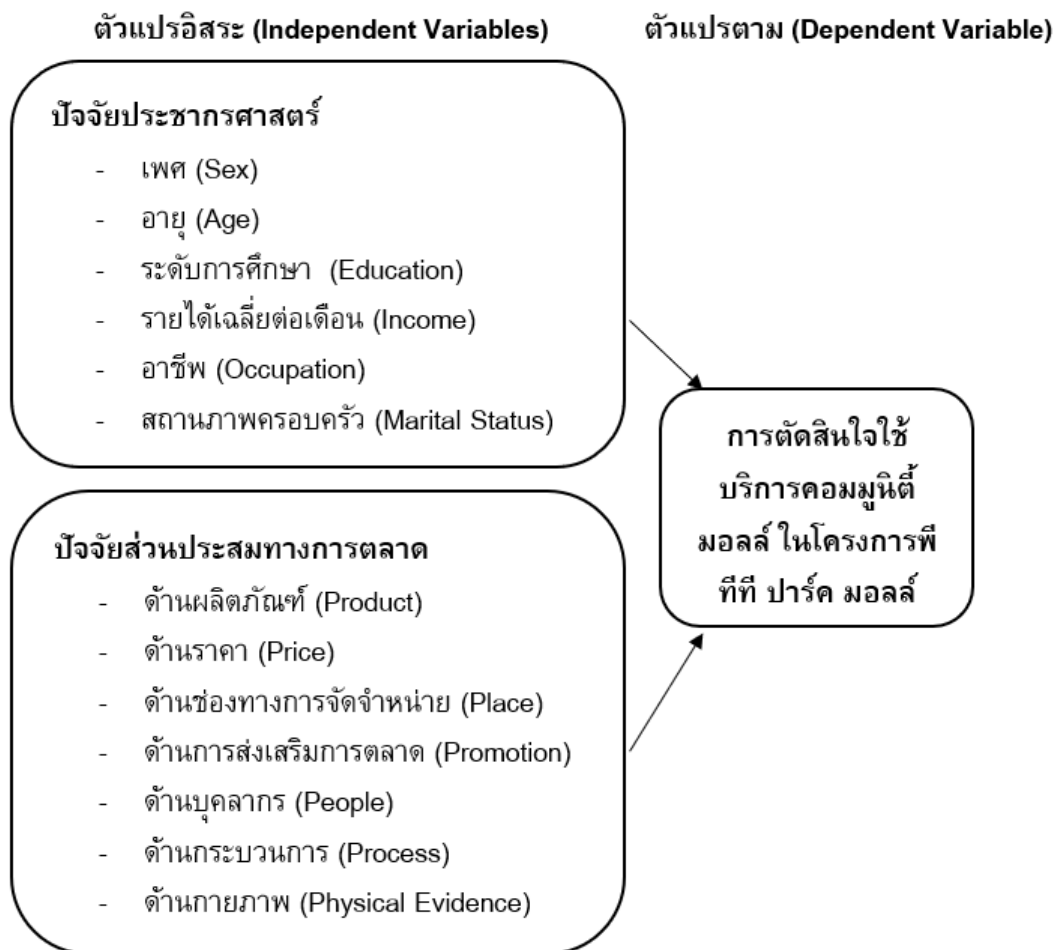 ตัวแปรอิสระ (Independent Variables)
ตัวแปรตาม (Dependent Variable)
ปัจจัยประชากรศาสตร์
- เพศ (Sex)
- อายุ (Age)
- ระดับการศึกษา (Education)
- รายได้เฉลี่ยต่อเดือน (Income)
- อาชีพ (Occupation)
- สถานภาพครอบครัว (Marital Status)
ปัจจัยส่วนประสมทางการตลาด
- ด้านผลิตภัณฑ์ (Product)
- ด้านราคา (Price)
- ด้านช่องทางการจัดจำหน่าย (Place)
- ด้านการส่งเสริมการตลาด (Promotion)
- ด้านบุคลากร (People)
- ด้านกระบวนการ (Process)
- ด้านกายภาพ (Physical Evidence)
การตัดสินใจใช้
บริการคอมมูนิตี้
มอลล์ ในโครงการพี
ทีที ปาร์ค มอลล์